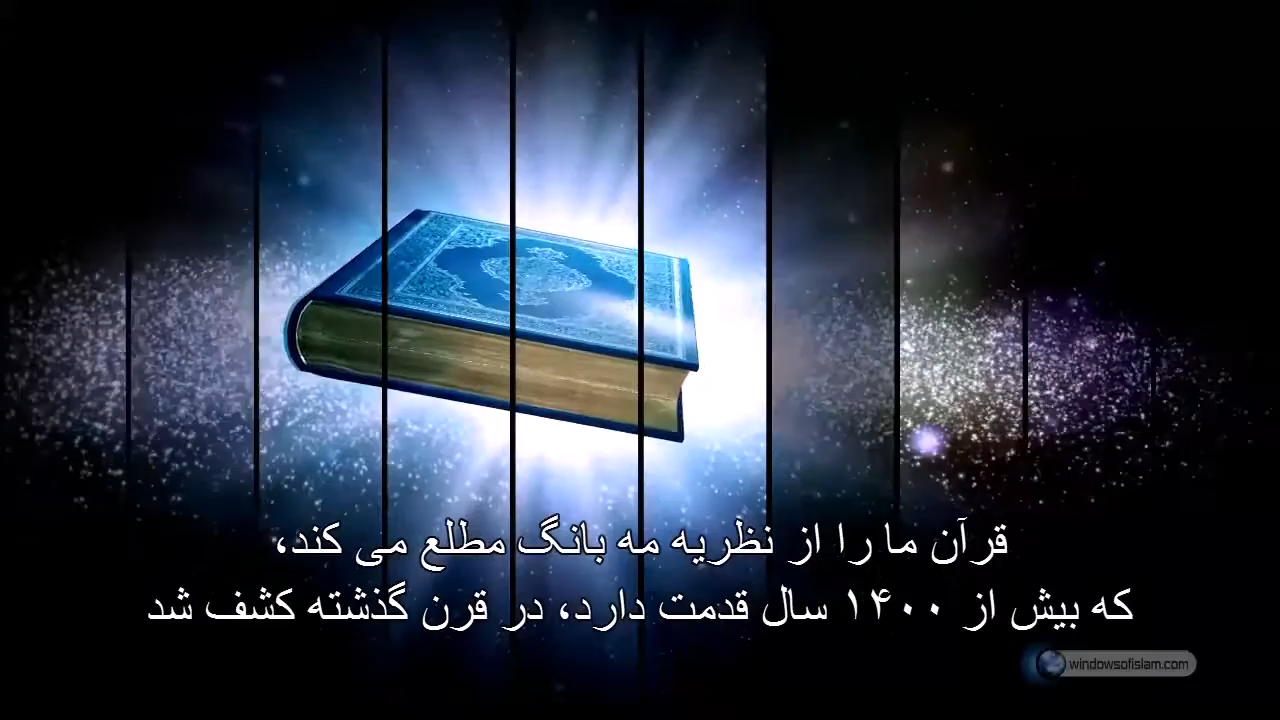 قرآن ما را از نظریه مه بانگ مطلع می کند،
که بیش از ۱۴۰۰ سال قدمت دارد، در قرن گذشته کشف شد
windowsofislam.com